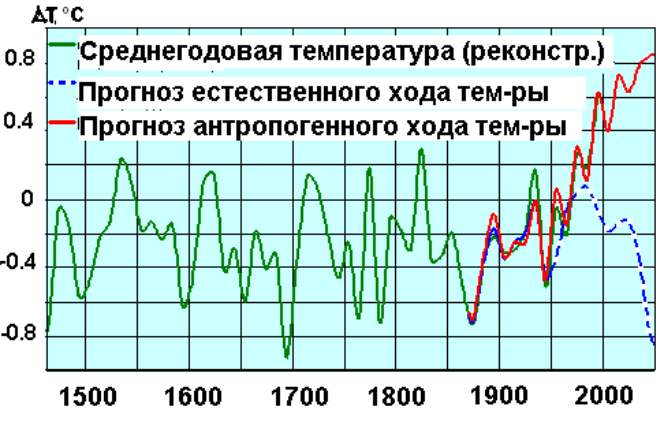 ΔT, °C
Среднегодовая температура (реконстр.)
Прогноз естественного хода тем-ры
Прогноз антропогенного хода тем-ры
0.8
0.4
0
-0.4
-0.8
1500 1600 1700 1800 1900 2000